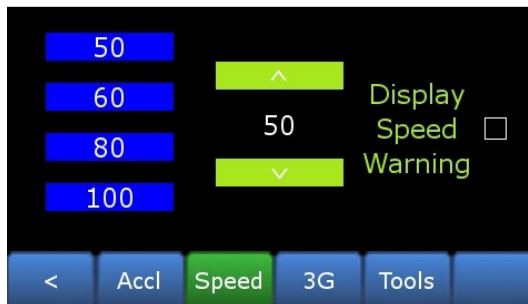 50
60
80
100
^
50
v
Display
Speed
Warning
< Accl Speed 3G Tools